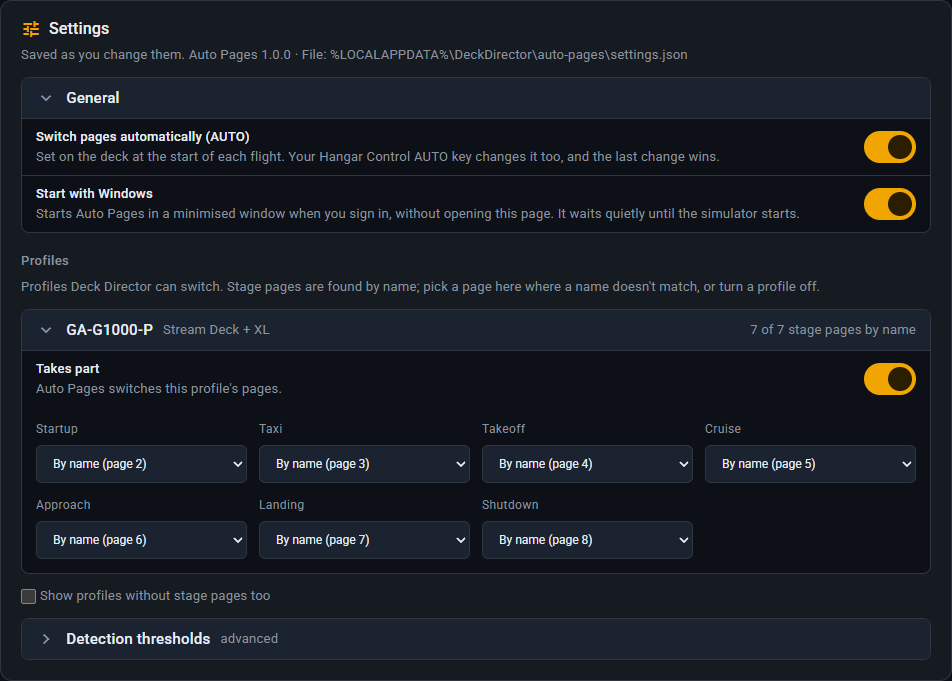 Settings
Saved as you change them. Auto Pages 1.0.0 · File: %LOCALAPPDATA%\DeckDirector\auto-pages\settings.json
General
Switch pages automatically (AUTO)
Set on the deck at the start of each flight. Your Hangar Control AUTO key changes it too, and the last change wins.
Start with Windows
Starts Auto Pages in a minimised window when you sign in, without opening this page. It waits quietly until the simulator starts.
Profiles
Profiles Deck Director can switch. Stage pages are found by name; pick a page here where a name doesn't match, or turn a profile off.
GA-G1000-P Stream Deck + XL 7 of 7 stage pages by name
Takes part
Auto Pages switches this profile's pages.
Startup Taxi Takeoff Cruise
By name (page 2) By name (page 3) By name (page 4) By name (page 5)
Approach Landing Shutdown
By name (page 6) By name (page 7) By name (page 8)
Show profiles without stage pages too
Detection thresholds advanced